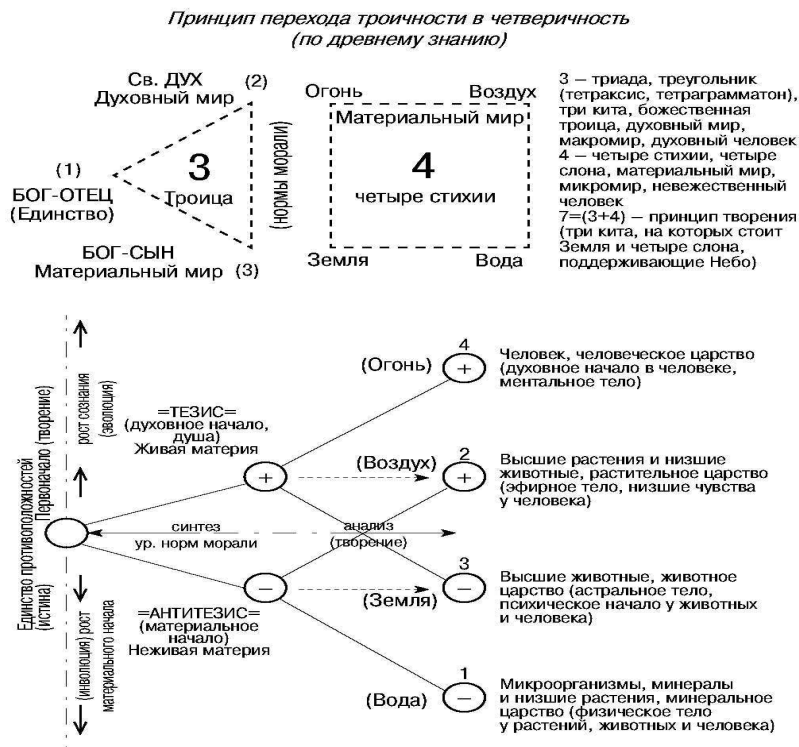 Принцип перехода троичности в четверичность
(по древнему знанию)
Св. ДУХ
Духовный мир
(2)
(1)
БОГ-ОТЕЦ
(Единство)
3
Троица
БОГ-СЫН
Материальный мир
(3)
(нормы морали)
Огонь
Воздух
Материальный мир
4
четыре стихии
Земля
Вода
3 – триада, треугольник
(тетраксис, тетраграмматон),
три кита, божественная
троица, духовный мир,
макромир, духовный человек
4 – четыре стихии, четыре
слона, материальный мир,
микромир, невежественный
человек
7=(3+4) – принцип творения
(три кита, на которых стоит
Земля и четыре слона,
поддерживающие Небо)
Единство противоположностей
(истина)
Первоначало (творение)
рост сознания
(эволюция)
(инволюция) рост
материального начала
=ТЕЗИС=
(духовное начало,
душа)
Живая материя
+
синтез
ур. норм морали
анализ
(творение)
–
=АНТИТЕЗИС=
(материальное
начало)
Неживая материя
(Огонь)
4
+
Человек, человеческое царство
(духовное начало в человеке,
ментальное тело)
(Воздух)
2
+
Высшие растения и низшие
животные, растительное царство
(эфирное тело, низшие чувства
у человека)
(Земля)
3
–
Высшие животные, животное
царство (астральное тело,
психическое начало у животных
и человека)
(Вода)
1
–
Микроорганизмы, минералы
и низшие растения, минеральное
царство (физическое тело
у растений, животных и человека)